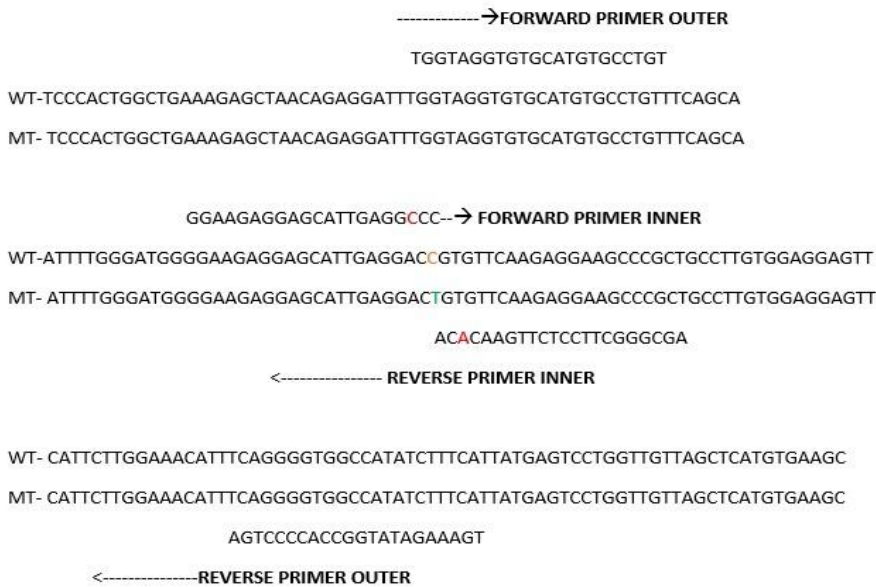 -------------→FORWARD PRIMER OUTER
TGGTAGGTGTGCATGTGCCTGT
WT-TCCCACTGGCTGAAAGAGCTAACAGAGGATTTGGTAGGTGTGCATGTGCCTGTTTCAGCA
MT- TCCCACTGGCTGAAAGAGCTAACAGAGGATTTGGTAGGTGTGCATGTGCCTGTTTCAGCA
GGAAGAGGAGCATTGAGGCCC--→ FORWARD PRIMER INNER
WT-ATTTTGGGATGGGGAAGAGGAGCATTGAGGACCGTGTTCAAGAGGAAGCCCGCTGCCTTGTGGAGGAGTT
MT- ATTTTGGGATGGGGAAGAGGAGCATTGAGGACTGTGTTCAAGAGGAAGCCCGCTGCCTTGTGGAGGAGTT
ACACAAGTTCTCCTTCGGGCGA
<---------------- REVERSE PRIMER INNER
WT- CATTCTTGGAAACATTTCAGGGGTGGCCATATCTTTCATTATGAGTCCTGGTTGTTAGCTCATGTGAAGC
MT- CATTCTTGGAAACATTTCAGGGGTGGCCATATCTTTCATTATGAGTCCTGGTTGTTAGCTCATGTGAAGC
AGTCCCCACCGGTATAGAAAGT
<---------------REVERSE PRIMER OUTER